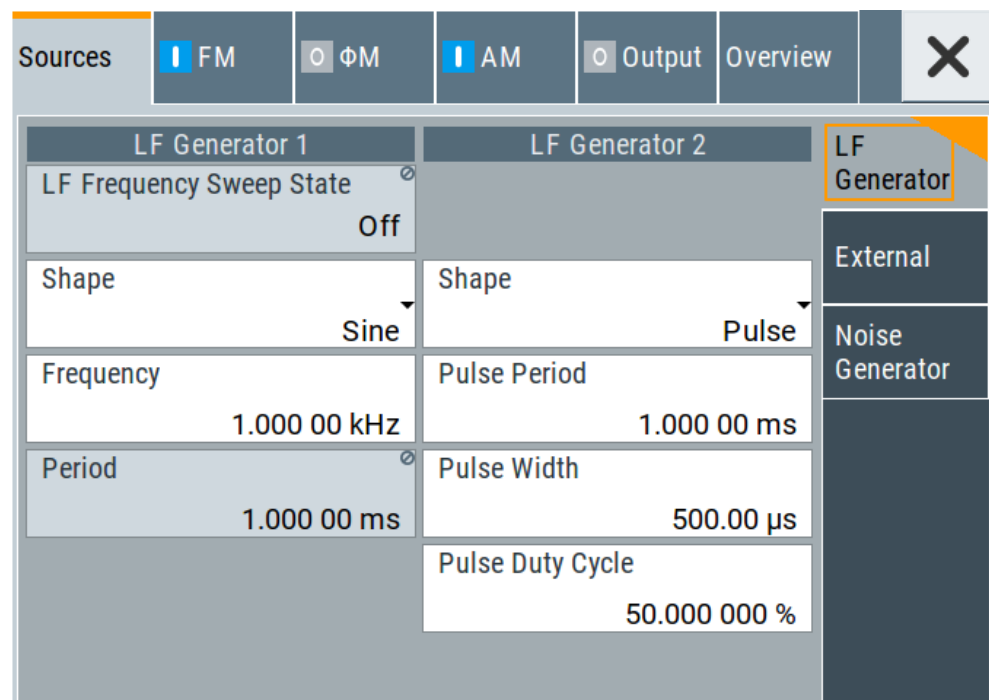 Sources
FM
ΦM
AM
Output
Overview
LF Generator 1
LF Frequency Sweep State
Off
Shape
Sine
Frequency
1.000 00 kHz
Period
1.000 00 ms
LF Generator 2
Shape
Pulse
Pulse Period
1.000 00 ms
Pulse Width
500.00 µs
Pulse Duty Cycle
50.000 000 %
LF
Generator
External
Noise
Generator